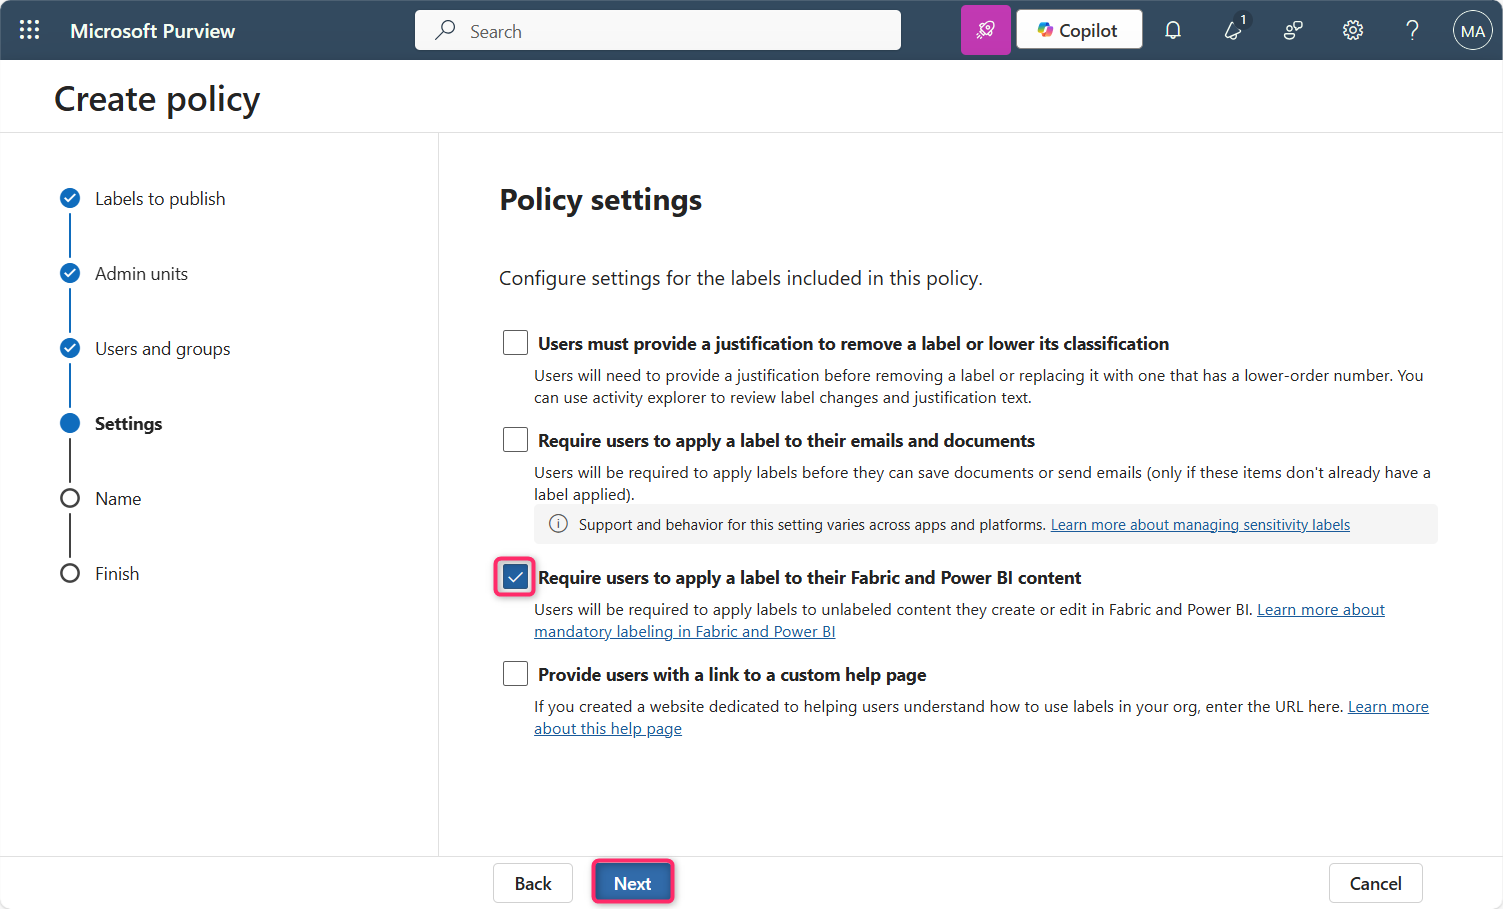 Microsoft Purview
Search
Copilot
1
MA
Create policy
Labels to publish
Admin units
Users and groups
Settings
Name
Finish
Policy settings
Configure settings for the labels included in this policy.
Users must provide a justification to remove a label or lower its classification
Users will need to provide a justification before removing a label or replacing it with one that has a lower-order number. You
can use activity explorer to review label changes and justification text.
Require users to apply a label to their emails and documents
Users will be required to apply labels before they can save documents or send emails (only if these items don't already have a
label applied).
Support and behavior for this setting varies across apps and platforms. Learn more about managing sensitivity labels
Require users to apply a label to their Fabric and Power BI content
Users will be required to apply labels to unlabeled content they create or edit in Fabric and Power BI. Learn more about
mandatory labeling in Fabric and Power BI
Provide users with a link to a custom help page
If you created a website dedicated to helping users understand how to use labels in your org, enter the URL here. Learn more
about this help page
Back
Next
Cancel